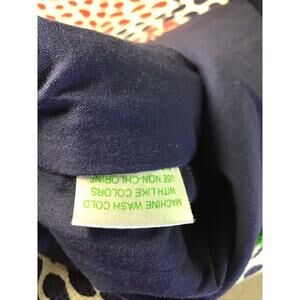 MACHINE WASH COLD
WITH LIKE COLORS
USE NON-CHLORINE